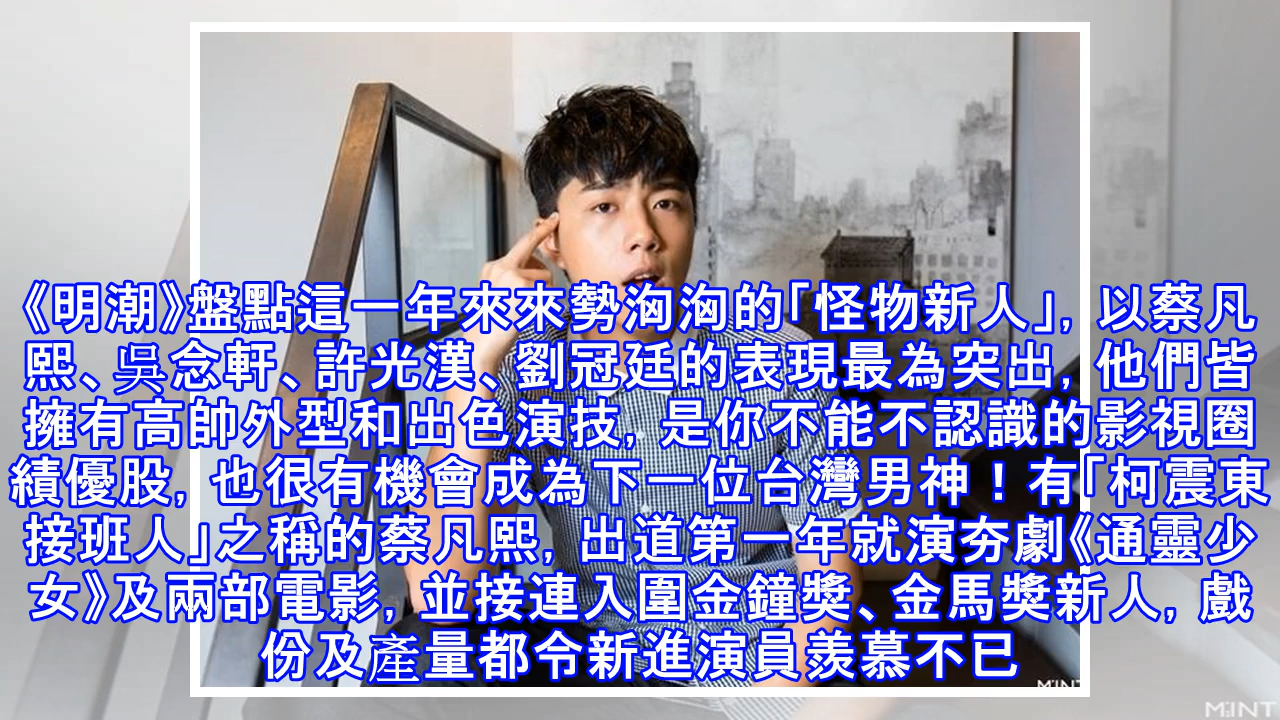 《明潮》盤點這一年來來勢洶洶的「怪物新人」, 以蔡凡
熙、吳念軒、許光漢、劉冠廷的表現最為突出, 他們皆
擁有高帥外型和出色演技, 是你不能不認識的影視圈
績優股, 也很有機會成為下一位台灣男神！有「柯震東
接班人」之稱的蔡凡熙, 出道第一年就演夯劇《通靈少
女》及兩部電影, 並接連入圍金鐘獎、金馬獎新人, 戲
份及產量都令新進演員羨慕不已
MINT
MINT